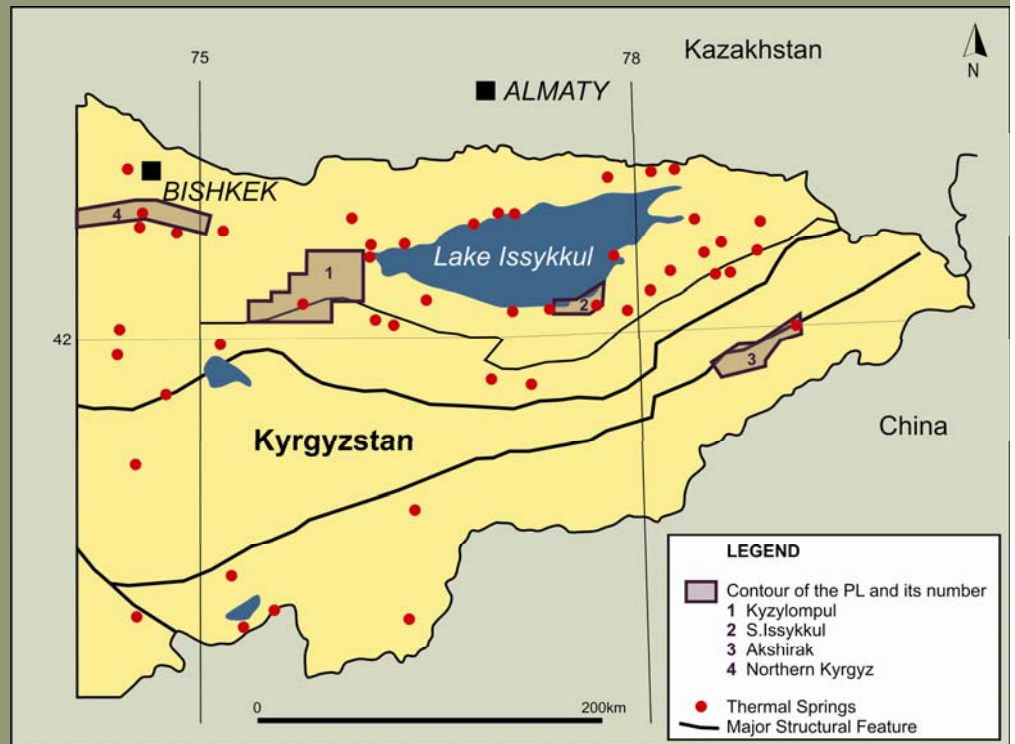 Kazakhstan
75
78
N
ALMATY
BISHKEK
4
Lake Issykkul
1
2
42
3
Kyrgyzstan
China
LEGEND
Contour of the PL and its number
1 Kyzylompul
2 S.Issykkul
3 Akshirak
4 Northern Kyrgyz
Thermal Springs
Major Structural Feature
0 200km